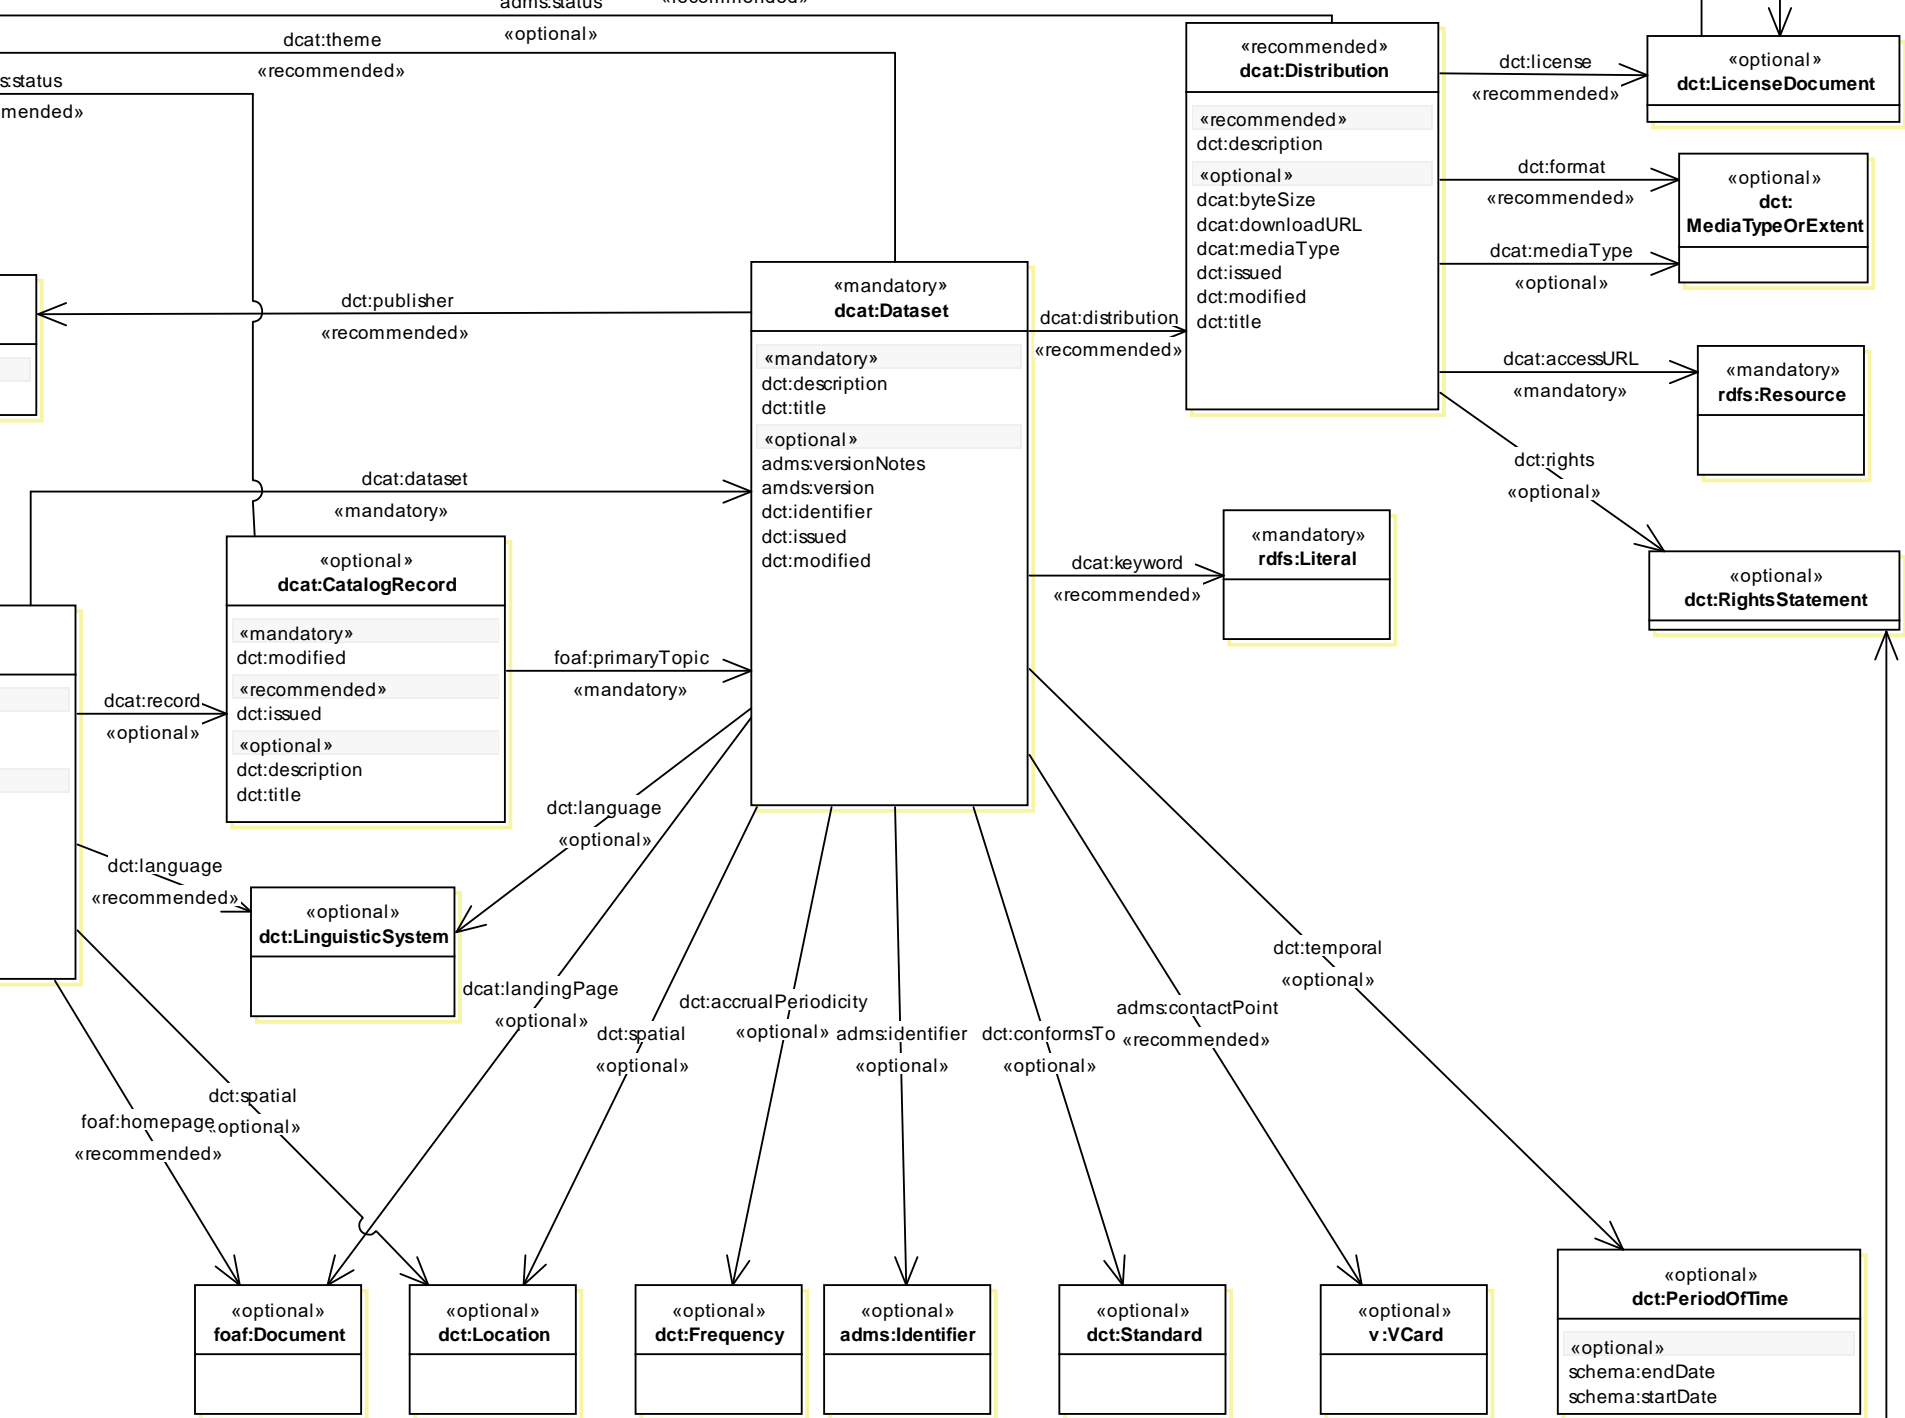 adms:status
«recommended»
«optional»
dcat:theme
«recommended»
s:status
mended»
«recommended»
dcat:Distribution
«recommended»
dct:description
«optional»
dcat:byteSize
dcat:downloadURL
dcat:mediaType
dct:issued
dct:modified
dct:title
dct:license
«recommended»
«optional»
dct:LicenseDocument
dct:format
«recommended»
dcat:mediaType
«optional»
«optional»
dct:
MediaTypeOrExtent
dct:publisher
«recommended»
«mandatory»
dcat:Dataset
«mandatory»
dct:description
dct:title
«optional»
adms:versionNotes
amds:version
dct:identifier
dct:issued
dct:modified
dcat:distribution
«recommended»
dcat:accessURL
«mandatory»
«mandatory»
rdfs:Resource
dct:rights
«optional»
«optional»
dct:RightsStatement
dcat:dataset
«mandatory»
dcat:keyword
«recommended»
«mandatory»
rdfs:Literal
«optional»
dcat:CatalogRecord
«mandatory»
dct:modified
«recommended»
dct:issued
«optional»
dct:description
dct:title
foaf:primaryTopic
«mandatory»
dcat:record
«optional»
dct:language
«optional»
dct:language
«recommended»
«optional»
dct:LinguisticSystem
dcat:landingPage
«optional»
dct:spatial
«optional»
dct:accrualPeriodicity
«optional»
adms:identifier
«optional»
dct:conformsTo
«optional»
adms:contactPoint
«recommended»
dct:temporal
«optional»
dct:spatial
«optional»
foaf:homepage
«recommended»
«optional»
foaf:Document
«optional»
dct:Location
«optional»
dct:Frequency
«optional»
adms:Identifier
«optional»
dct:Standard
«optional»
v:VCard
«optional»
dct:PeriodOfTime
«optional»
schema:endDate
schema:startDate